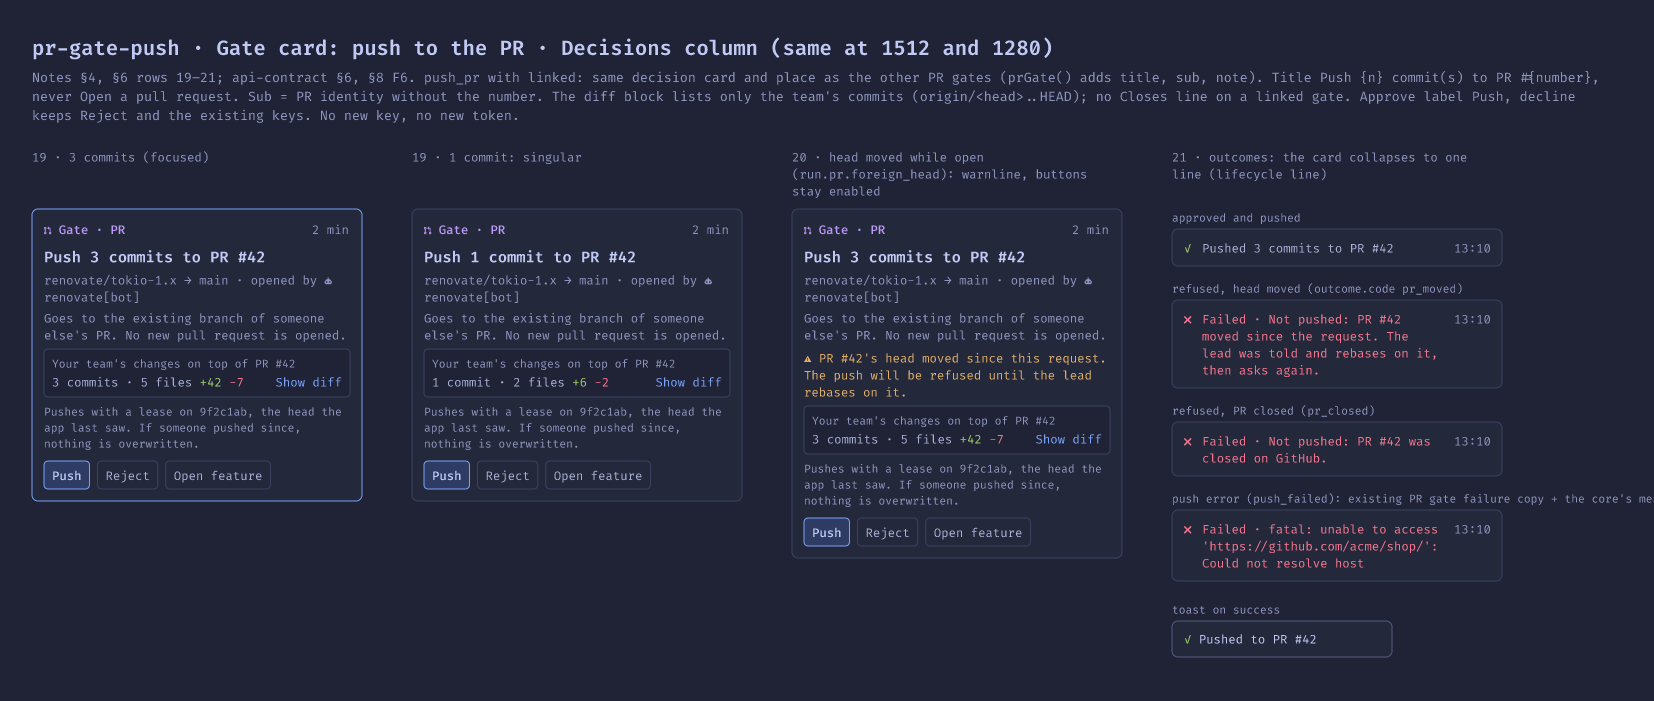 pr-gate-push · Gate card: push to the PR · Decisions column (same at 1512 and 1280)
Notes §4, §6 rows 19–21; api-contract §6, §8 F6. push_pr with linked: same decision card and place as the other PR gates (prGate() adds title, sub, note). Title Push {n} commit(s) to PR #{number},
never Open a pull request. Sub = PR identity without the number. The diff block lists only the team's commits (origin/<head>..HEAD); no Closes line on a linked gate. Approve label Push, decline
keeps Reject and the existing keys. No new key, no new token.
19 · 3 commits (focused)
Gate · PR 2 min
Push 3 commits to PR #42
renovate/tokio-1.x → main · opened by
renovate[bot]
Goes to the existing branch of someone
else's PR. No new pull request is opened.
Your team's changes on top of PR #42
3 commits · 5 files +42 -7 Show diff
Pushes with a lease on 9f2c1ab, the head the
app last saw. If someone pushed since,
nothing is overwritten.
Push Reject Open feature
19 · 1 commit: singular
Gate · PR 2 min
Push 1 commit to PR #42
renovate/tokio-1.x → main · opened by
renovate[bot]
Goes to the existing branch of someone
else's PR. No new pull request is opened.
Your team's changes on top of PR #42
1 commit · 2 files +6 -2 Show diff
Pushes with a lease on 9f2c1ab, the head the
app last saw. If someone pushed since,
nothing is overwritten.
Push Reject Open feature
20 · head moved while open
(run.pr.foreign_head): warnline, buttons
stay enabled
Gate · PR 2 min
Push 3 commits to PR #42
renovate/tokio-1.x → main · opened by
renovate[bot]
Goes to the existing branch of someone
else's PR. No new pull request is opened.
⚠ PR #42's head moved since this request.
The push will be refused until the lead
rebases on it.
Your team's changes on top of PR #42
3 commits · 5 files +42 -7 Show diff
Pushes with a lease on 9f2c1ab, the head the
app last saw. If someone pushed since,
nothing is overwritten.
Push Reject Open feature
21 · outcomes: the card collapses to one
line (lifecycle line)
approved and pushed
✓ Pushed 3 commits to PR #42 13:10
refused, head moved (outcome.code pr_moved)
✕ Failed · Not pushed: PR #42 13:10
moved since the request. The
lead was told and rebases on it,
then asks again.
refused, PR closed (pr_closed)
✕ Failed · Not pushed: PR #42 was 13:10
closed on GitHub.
push error (push_failed): existing PR gate failure copy + the core's
✕ Failed · fatal: unable to access 13:10
'https://github.com/acme/shop/':
Could not resolve host
toast on success
✓ Pushed to PR #42